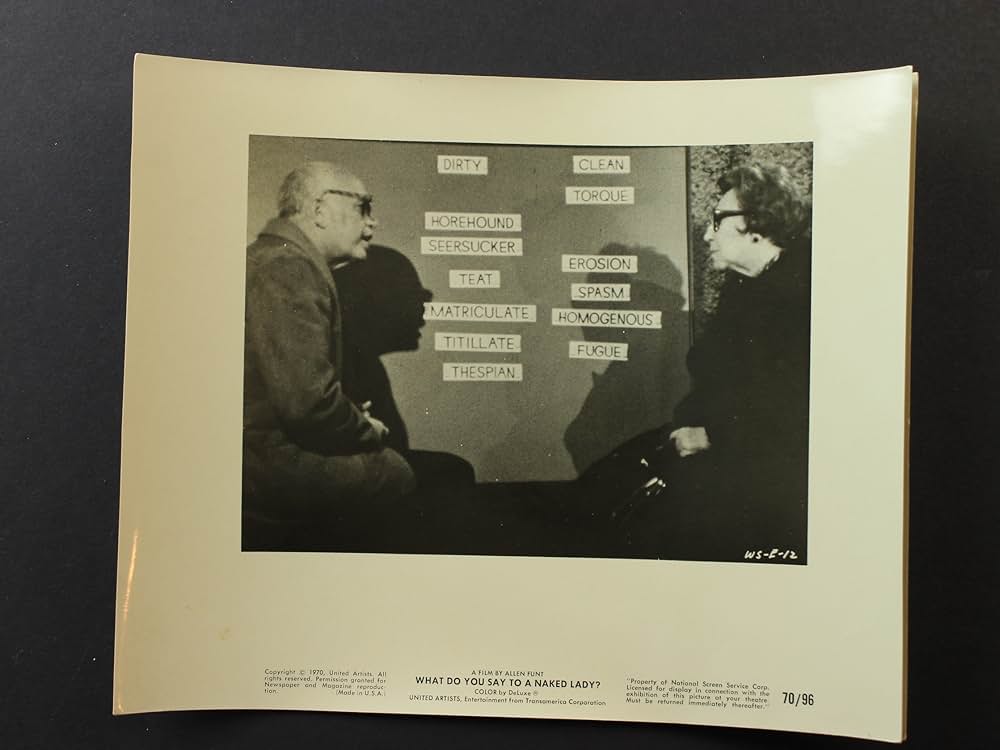 DIRTY
CLEAN
TORQUE
HOREHOUND
SEERSUCKER
EROSION
TEAT
SPASM
MATRICULATE
HOMOGENOUS
TITILLATE
FUGUE
THESPIAN
WS-E-12
Copyright © 1970, United Artists. All
rights reserved. Permission granted for
Newspaper and Magazine reproduc-
tion. (Made in U.S.A.)
A FILM BY ALLEN FUNT
WHAT DO YOU SAY TO A NAKED LADY?
COLOR by DeLuxe ®
UNITED ARTISTS, Entertainment from Transamerica Corporation
"Property of National Screen Service Corp.
Licensed for display in connection with the
exhibition of this picture at your theatre
Must be returned immediately thereafter."
70/96